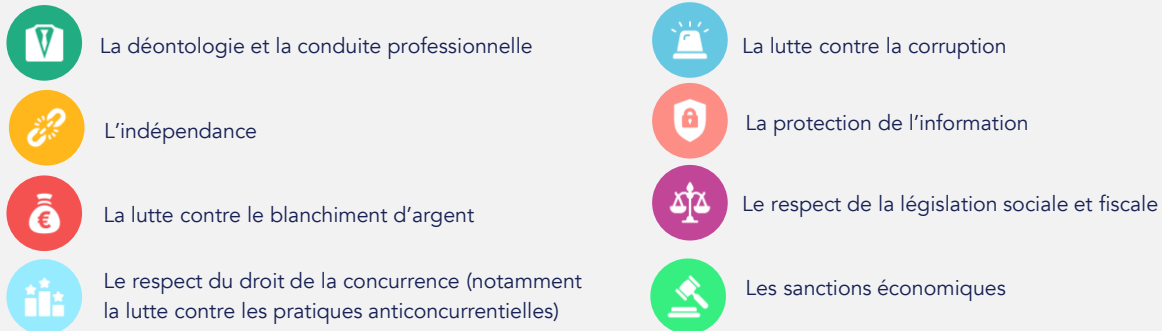 La déontologie et la conduite professionnelle
L’indépendance
La lutte contre le blanchiment d’argent
€
Le respect du droit de la concurrence (notamment
la lutte contre les pratiques anticoncurrentielles)
La lutte contre la corruption
La protection de l’information
Le respect de la législation sociale et fiscale
Les sanctions économiques